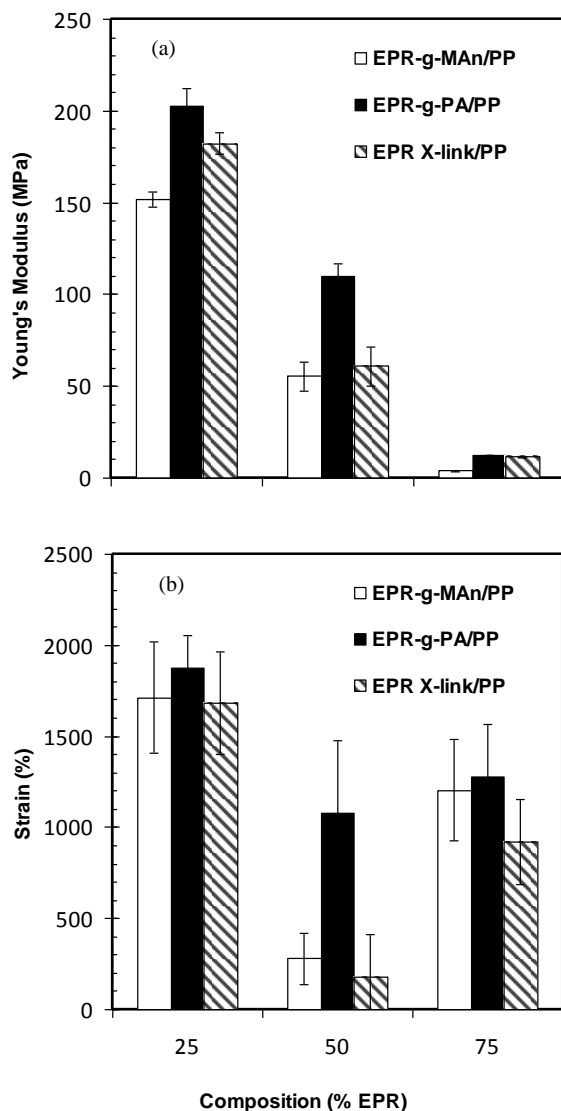 250
(a)
EPR-g-MAn/PP
200
EPR-g-PA/PP
EPR X-link/PP
150
100
50
0
Young's Modulus (MPa)
2500
(b)
EPR-g-MAn/PP
2000
EPR-g-PA/PP
EPR X-link/PP
1500
1000
500
0
Strain (%)
25 50 75
Composition (% EPR)